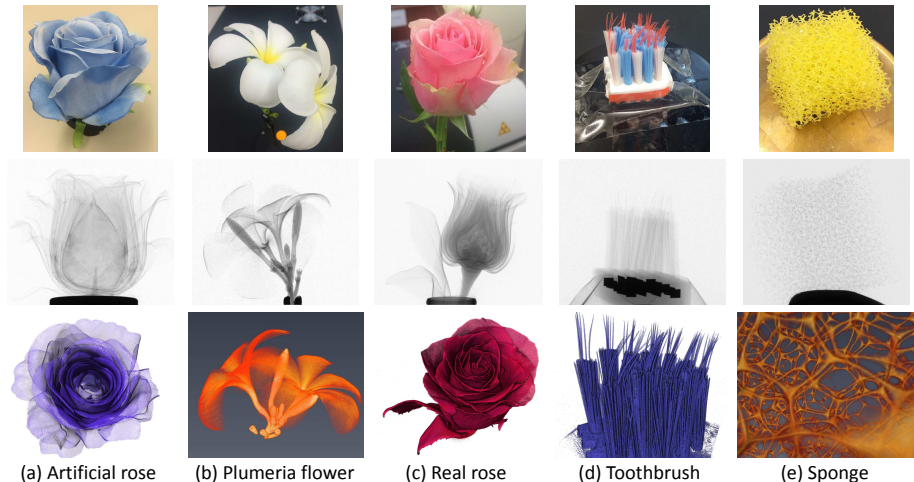 (a) Artificial rose
(b) Plumeria flower
(c) Real rose
(d) Toothbrush
(e) Sponge